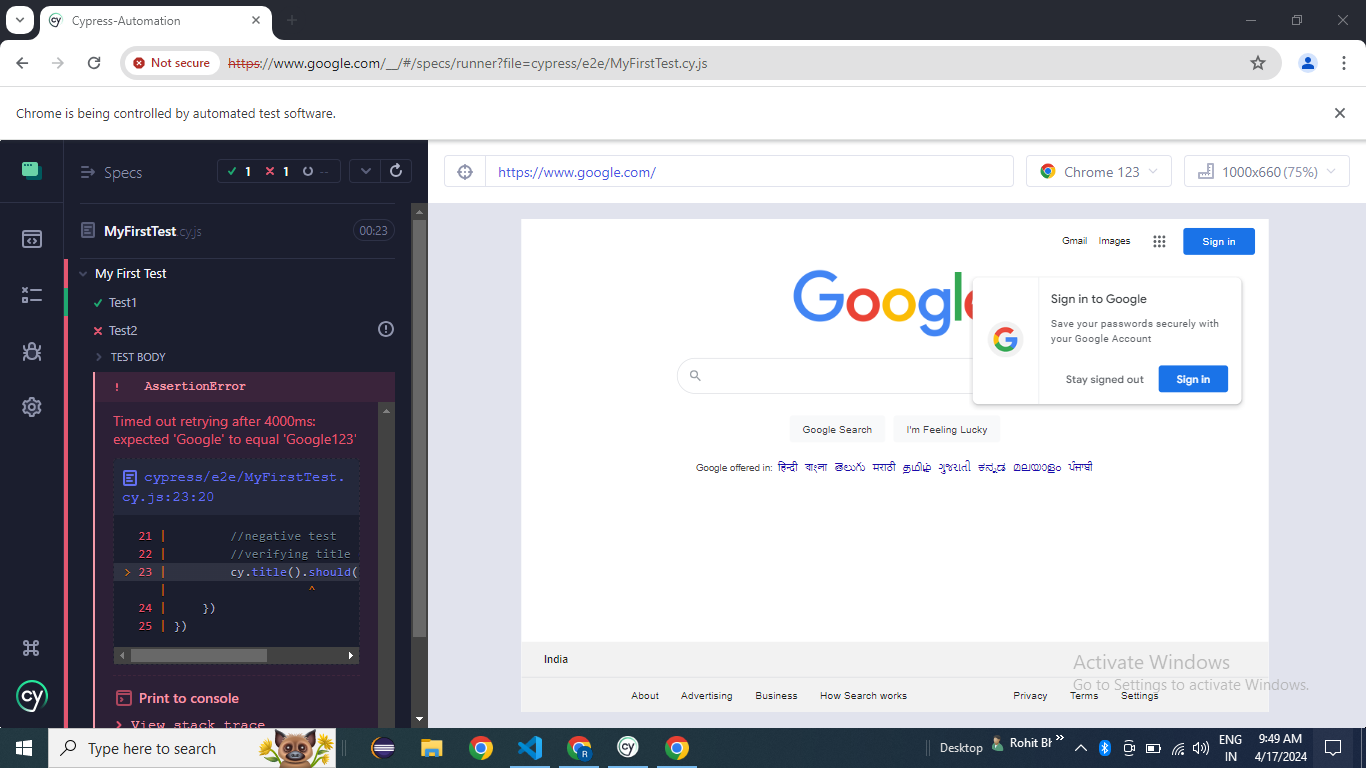 Cypress-Automation
Not secure
https://www.google.com/__/#/specs/runner?file=cypress/e2e/MyFirstTest.cy.js
Chrome is being controlled by automated test software.
Specs
1 1 --
https://www.google.com/
Chrome 123
1000x660 (75%)
MyFirstTest cy.js
00:23
My First Test
Test1
Test2
TEST BODY
! AssertionError
Timed out retrying after 4000ms:
expected 'Google' to equal 'Google123'
cypress/e2e/MyFirstTest.
cy.js:23:20
21 | //negative test
22 | //verifying title
> 23 | cy.title().should(
| ^
24 | })
25 | })
Print to console
> View stack trace
cy
Gmail Images
Sign in
Google
Sign in to Google
Save your passwords securely with
your Google Account
Stay signed out
Sign in
Google Search
I'm Feeling Lucky
Google offered in: हिन्दी বাংলা తెలుగు मराठी தமிழ் ગુજરાતી ಕನ್ನಡ മലയാളം ਪੰਜਾਬੀ
India
About Advertising Business How Search works
Privacy Terms Settings
Activate Windows
Go to Settings to activate Windows.
Type here to search
Desktop
Rohit Bh
ENG
IN
9:49 AM
4/17/2024